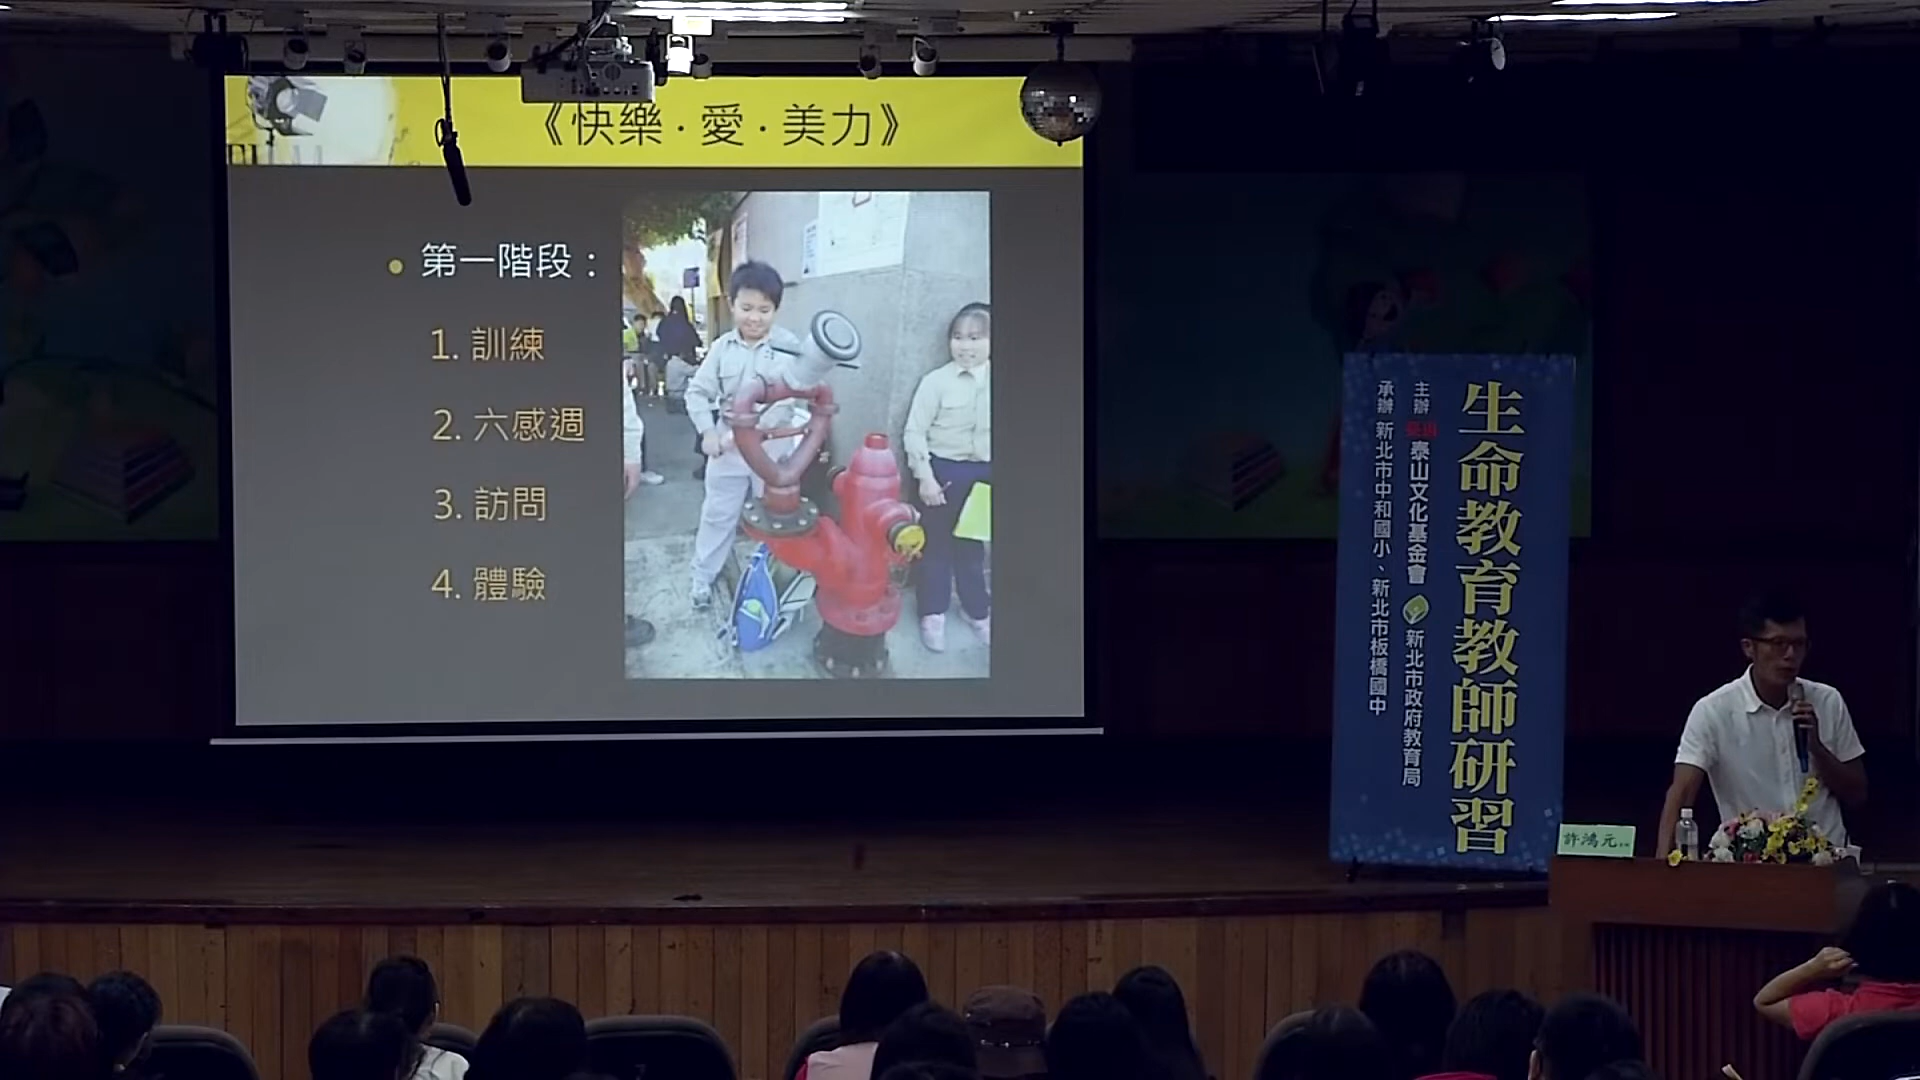 《快樂·愛·美力》
第一階段：
1. 訓練
2. 六感週
3. 訪問
4. 體驗
生命教育教師研習
主辦 泰山文化基金會 新北市政府教育局
承辦 新北市中和國小、新北市板橋國中
許鴻元